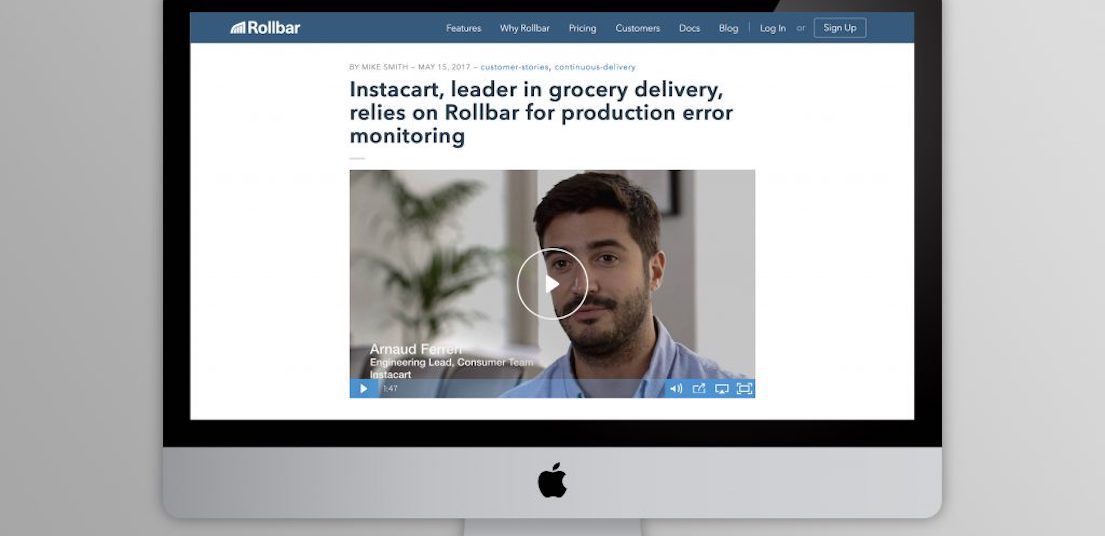 Rollbar
Features Why Rollbar Pricing Customers Docs Blog Log In or Sign Up
BY MIKE SMITH – MAY 15, 2017 – customer-stories, continuous-delivery
Instacart, leader in grocery delivery,
relies on Rollbar for production error
monitoring
Arnaud Ferreri
Engineering Lead, Consumer Team
Instacart
1:47